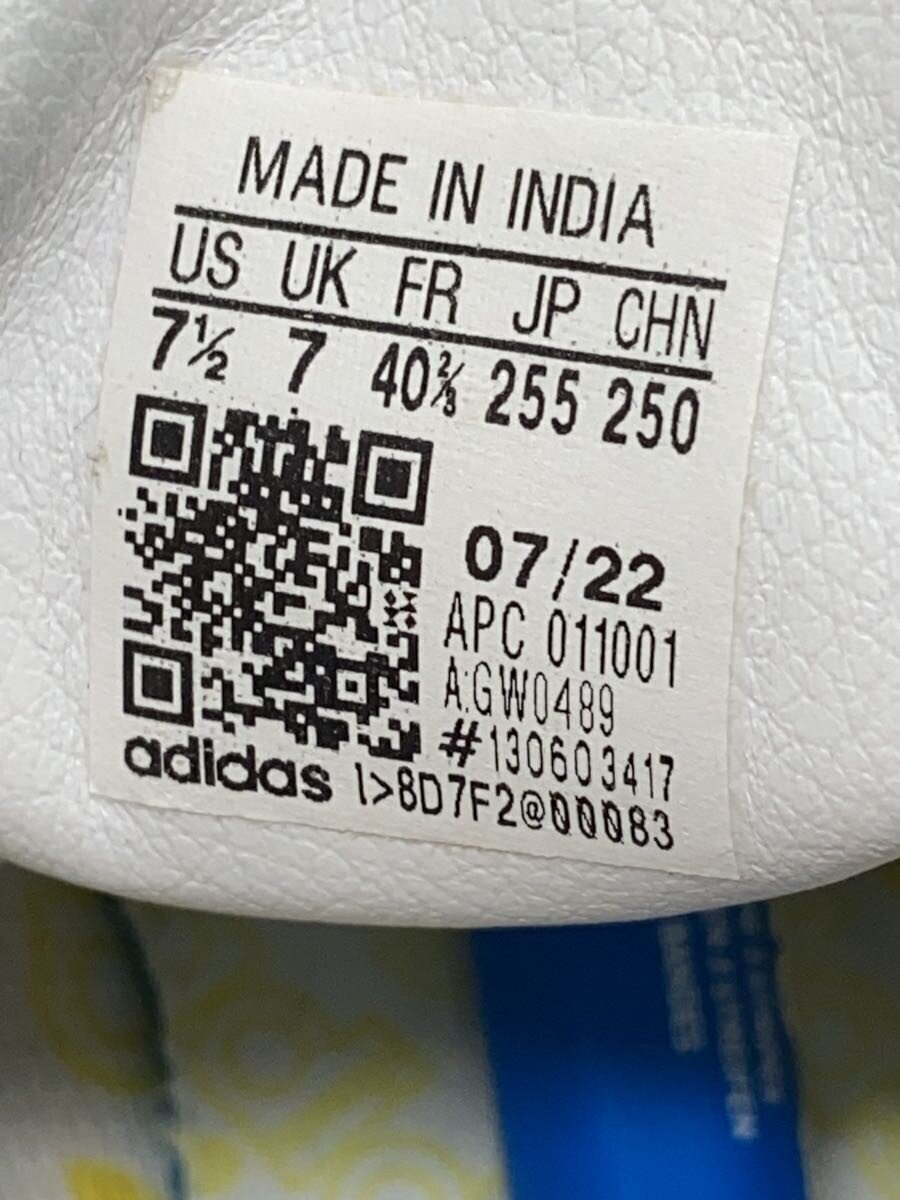 MADE IN INDIA
US UK FR JP CHN
7½ 7 40⅔ 255 250
07/22
APC 011001
A:GW0489
#130603417
adidas I>8D7F2@00083